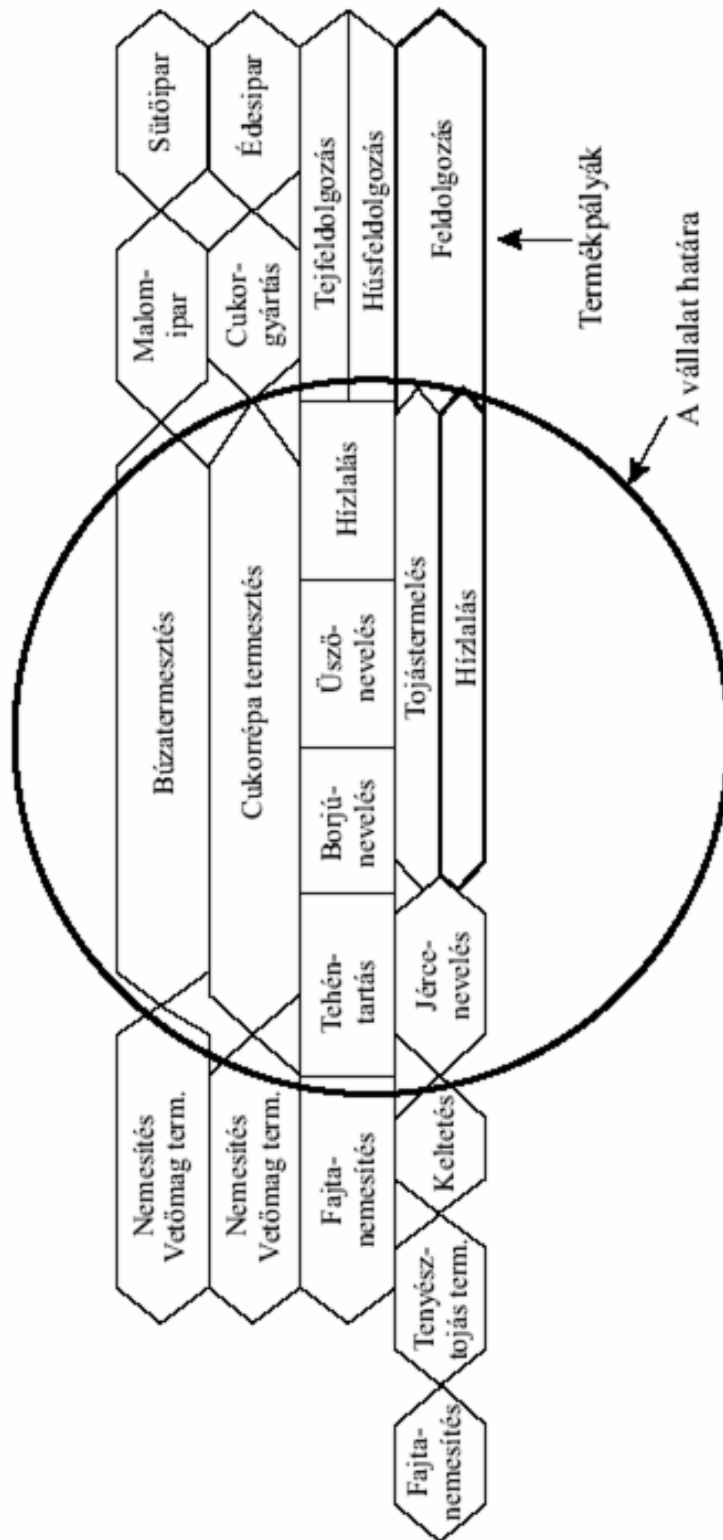 Nemesítés
Vetőmag term.
Búzatermesztés
Malom-
ipar
Sütőipar
Nemesítés
Vetőmag term.
Cukorrépa termesztés
Cukor-
gyártás
Édesipar
Fajta-
nemesítés
Tehén-
tartás
Borjú-
nevelés
Üsző-
nevelés
Hízlalás
Tejfeldolgozás
Húsfeldolgozás
Fajta-
nemesítés
Tenyész-
tojás term.
Keltetés
Jérce-
nevelés
Tojástermelés
Hízlalás
Feldolgozás
Termékpályák
A vállalat határa